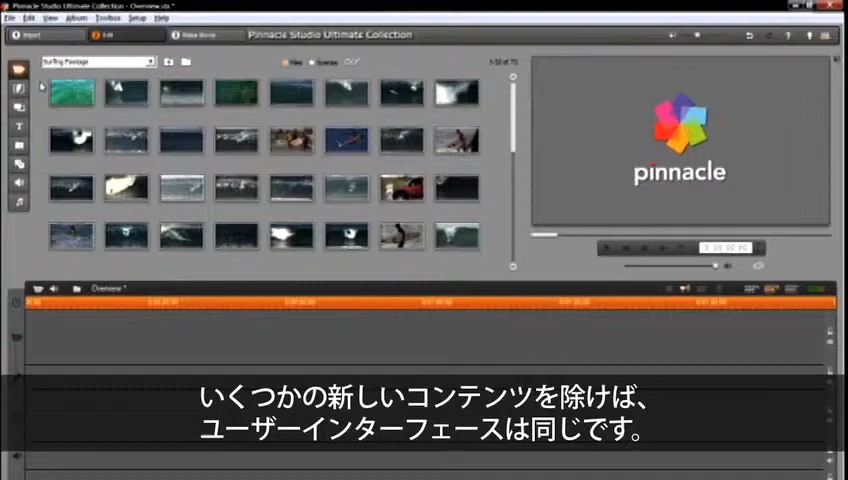 Pinnacle Studio Ultimate Collection - Overview.stx *
File Edit View Album Toolbox Setup Help
1 Import 2 Edit 3 Make Movie Pinnacle Studio Ultimate Collection
Surfing Footage
Files Scenes
pinnacle
Overview *
いくつかの新しいコンテンツを除けば、
ユーザーインターフェースは同じです。